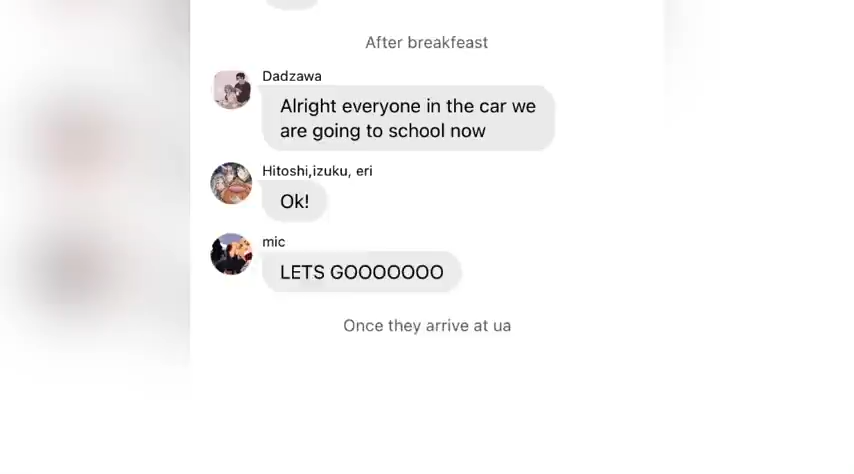 After breakfeast
Dadzawa
Alright everyone in the car we
are going to school now
Hitoshi,izuku, eri
Ok!
mic
LETS GOOOOOOO
Once they arrive at ua